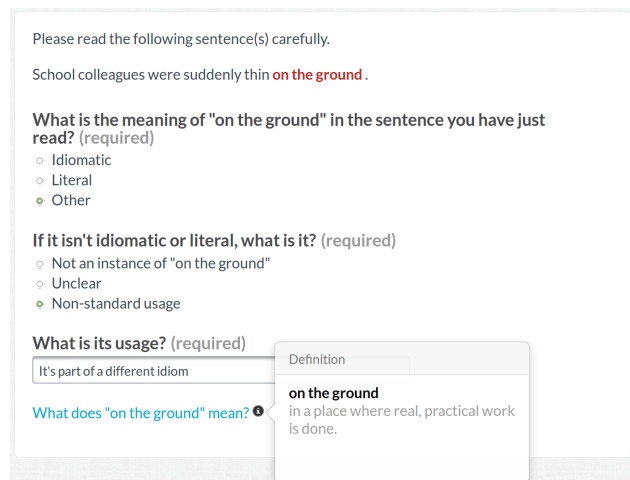 Please read the following sentence(s) carefully.
School colleagues were suddenly thin on the ground .
What is the meaning of "on the ground" in the sentence you have just
read? (required)
Idiomatic
Literal
Other
If it isn't idiomatic or literal, what is it? (required)
Not an instance of "on the ground"
Unclear
Non-standard usage
What is its usage? (required)
It's part of a different idiom
What does "on the ground" mean?
Definition
on the ground
in a place where real, practical work
is done.